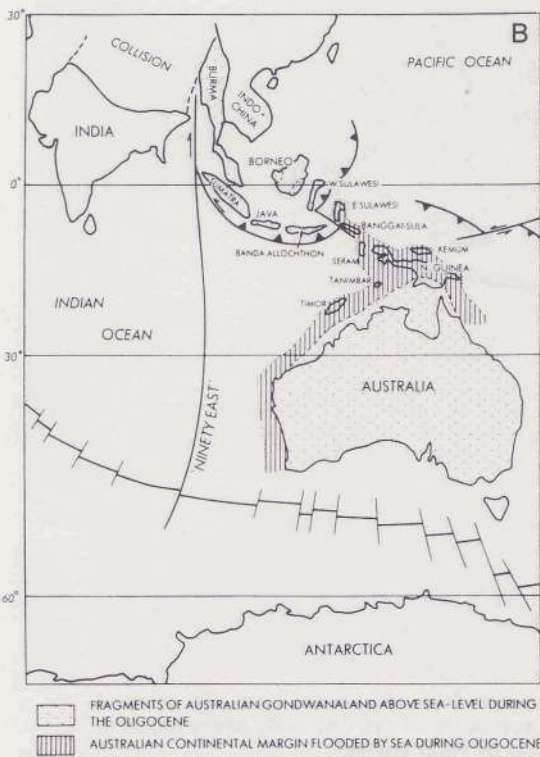 30°
B
COLLISION
PACIFIC OCEAN
BURMA
INDO-
CHINA
INDIA
BORNEO
0°
W.SULAWESI
SUMATRA
E.SULAWESI
JAVA
BANGGAI-SULA
BANDA ALLOCHTHON
KEMUM
SERAM
N. GUINEA
TANIMBAR
INDIAN
OCEAN
TIMOR
30°
NINETY EAST
AUSTRALIA
60°
ANTARCTICA
FRAGMENTS OF AUSTRALIAN GONDWANALAND ABOVE SEA-LEVEL DURING
THE OLIGOCENE
AUSTRALIAN CONTINENTAL MARGIN FLOODED BY SEA DURING OLIGOCENE